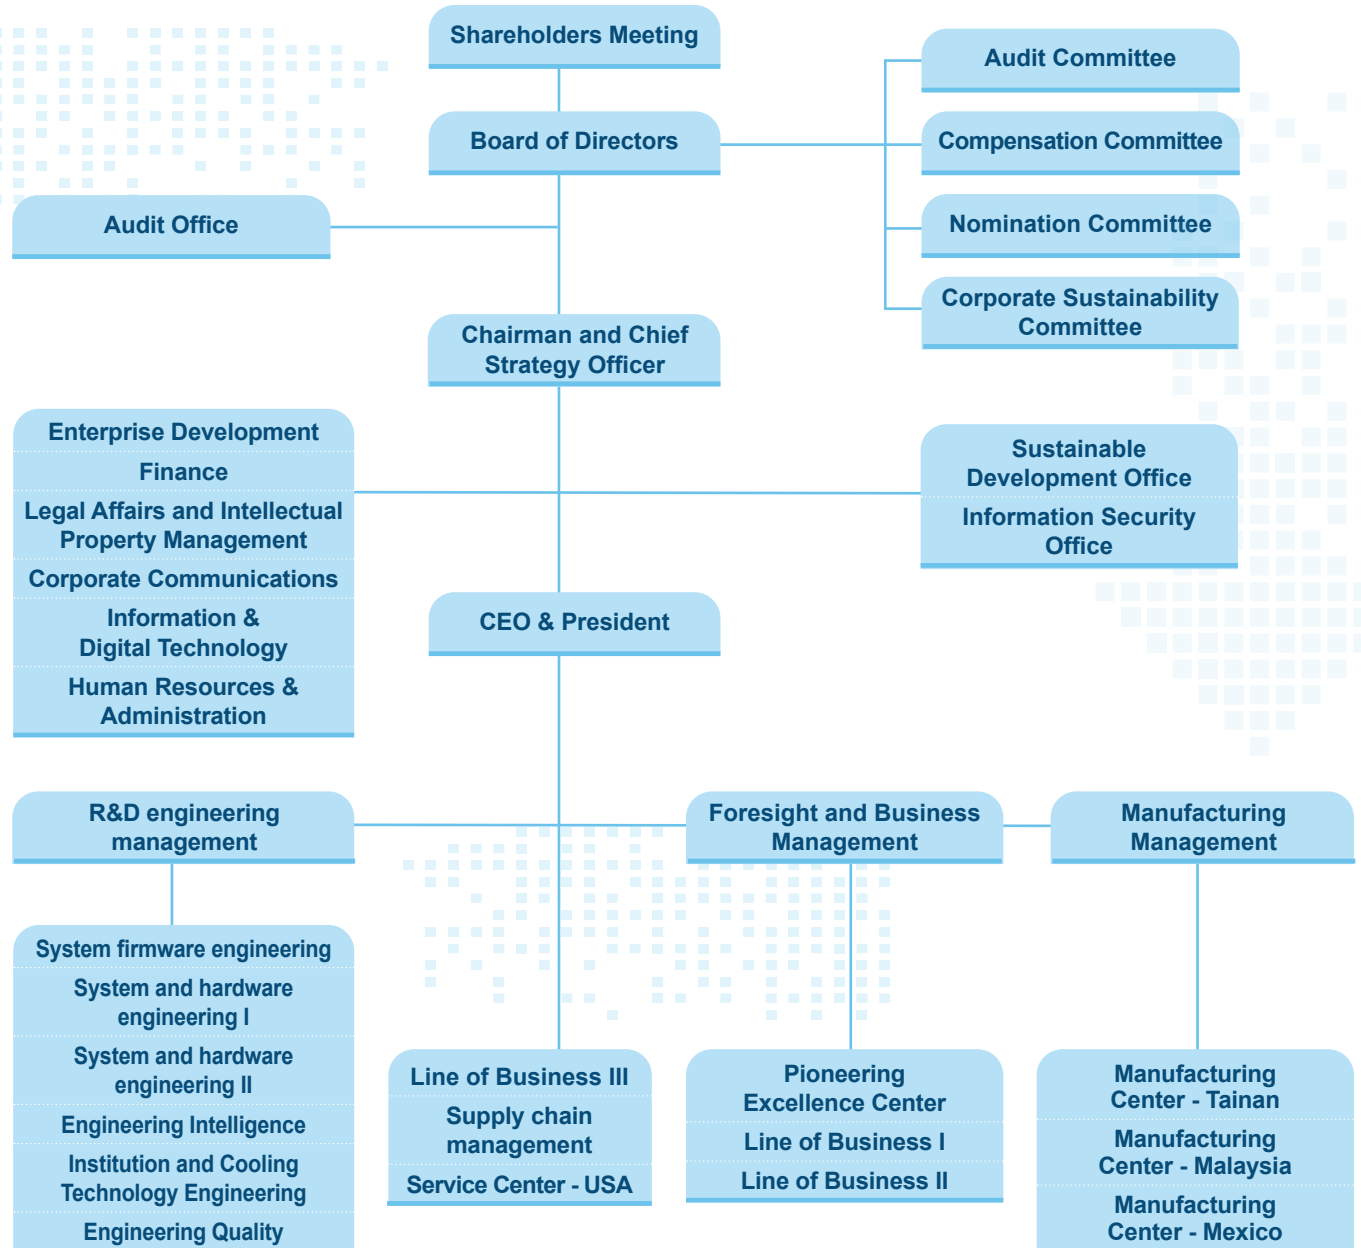 Shareholders Meeting
Audit Committee
Board of Directors
Compensation Committee
Audit Office
Nomination Committee
Corporate Sustainability
Committee
Chairman and Chief
Strategy Officer
Enterprise Development
Finance
Legal Affairs and Intellectual
Property Management
Corporate Communications
Information &
Digital Technology
Human Resources &
Administration
Sustainable
Development Office
Information Security
Office
CEO & President
R&D engineering
management
Foresight and Business
Management
Manufacturing
Management
System firmware engineering
System and hardware
engineering I
System and hardware
engineering II
Engineering Intelligence
Institution and Cooling
Technology Engineering
Engineering Quality
Line of Business III
Supply chain
management
Service Center - USA
Pioneering
Excellence Center
Line of Business I
Line of Business II
Manufacturing
Center - Tainan
Manufacturing
Center - Malaysia
Manufacturing
Center - Mexico